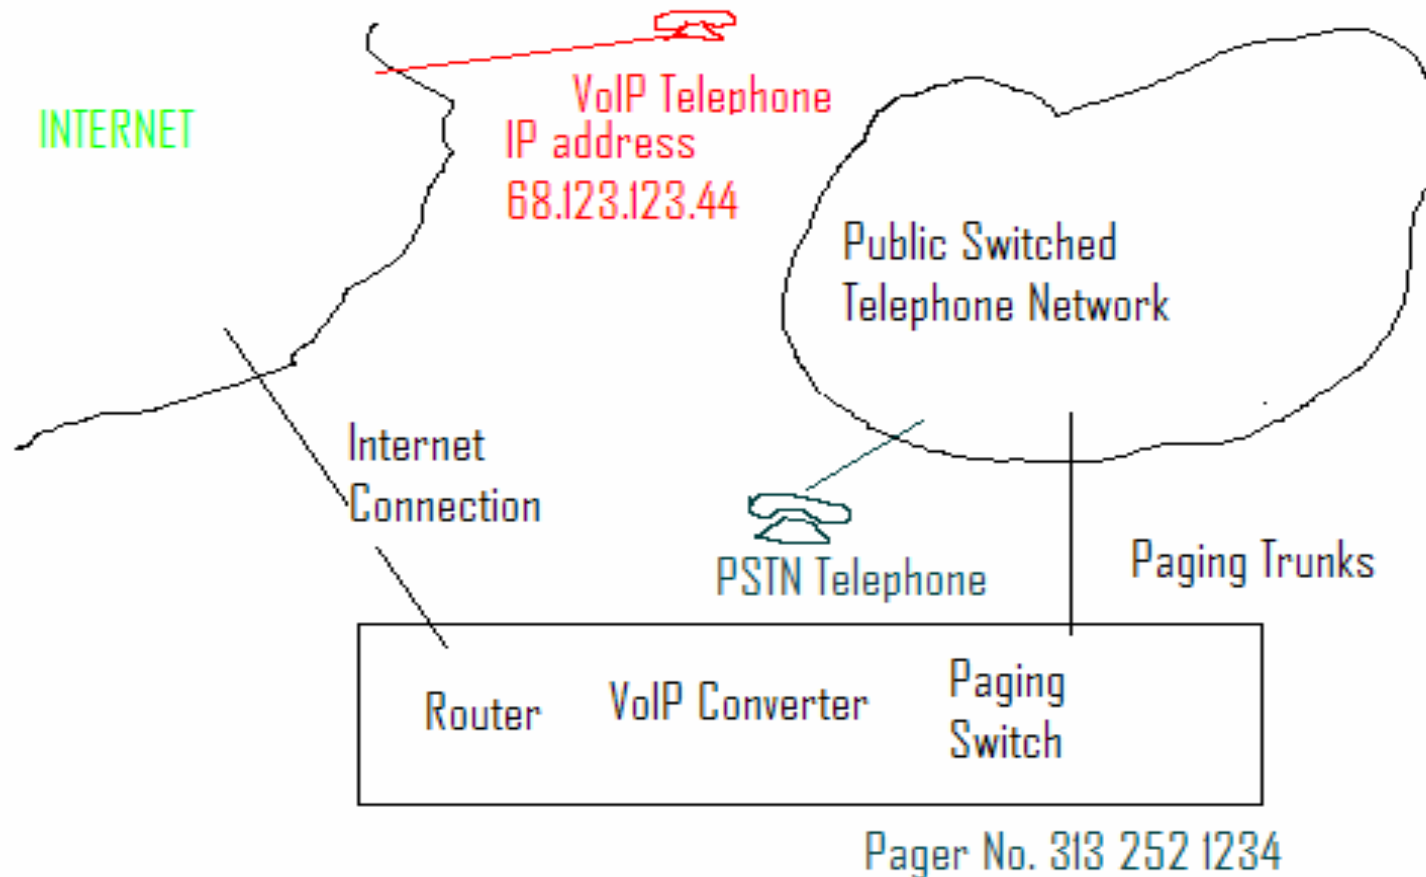 INTERNET
VoIP Telephone
IP address
68.123.123.44
Public Switched
Telephone Network
Internet
Connection
PSTN Telephone
Paging Trunks
Router
VoIP Converter
Paging
Switch
Pager No. 313 252 1234